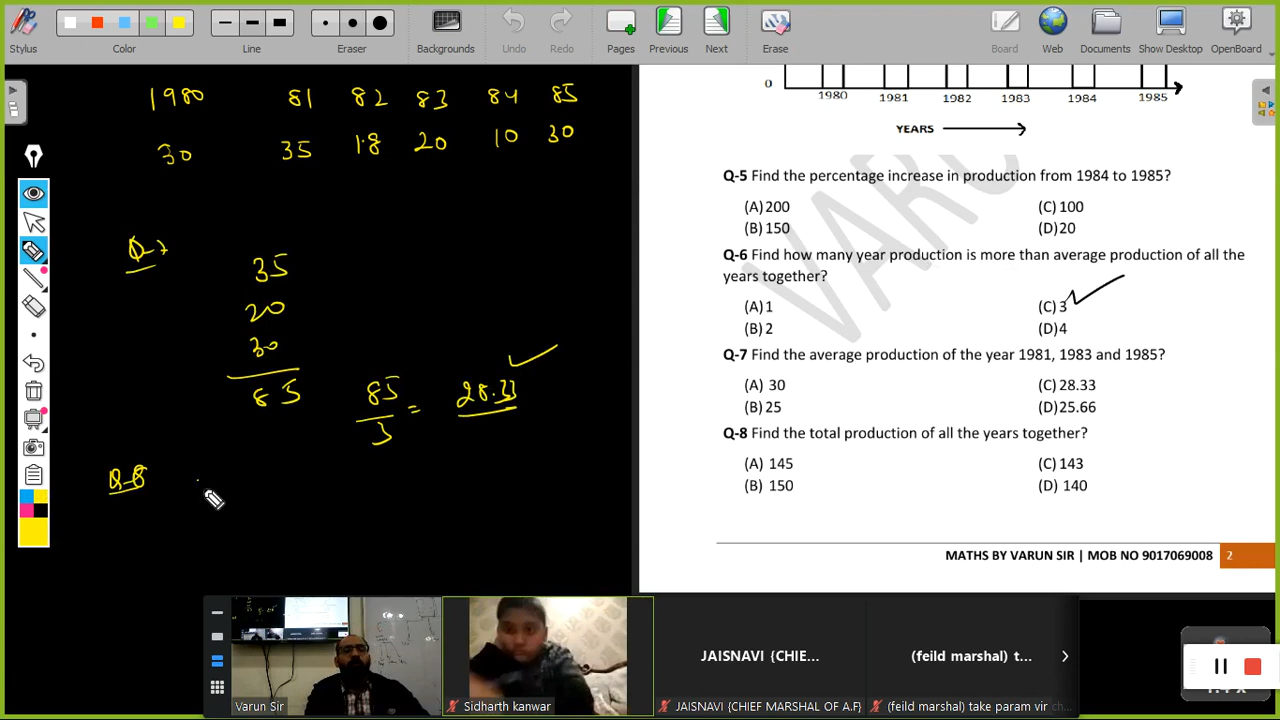 Stylus Color Line Eraser Backgrounds Undo Redo Pages Previous Next Erase Board Web Documents Show Desktop OpenBoard
1980 81 82 83 84 85
30 35 18 20 10 30
Q-7
35
20
30
85
85/3 = 28.33
Q-8
0
1980 1981 1982 1983 1984 1985
YEARS
VARU
Q-5 Find the percentage increase in production from 1984 to 1985?
(A) 200 (C) 100
(B) 150 (D) 20
Q-6 Find how many year production is more than average production of all the
years together?
(A) 1 (C) 3
(B) 2 (D) 4
Q-7 Find the average production of the year 1981, 1983 and 1985?
(A) 30 (C) 28.33
(B) 25 (D) 25.66
Q-8 Find the total production of all the years together?
(A) 145 (C) 143
(B) 150 (D) 140
MATHS BY VARUN SIR | MOB NO 9017069008 2
JAISNAVI {CHIE... (feild marshal) t...
Varun Sir Sidharth kanwar JAISNAVI {CHIEF MARSHAL OF A.F} (feild marshal) take param vir ch